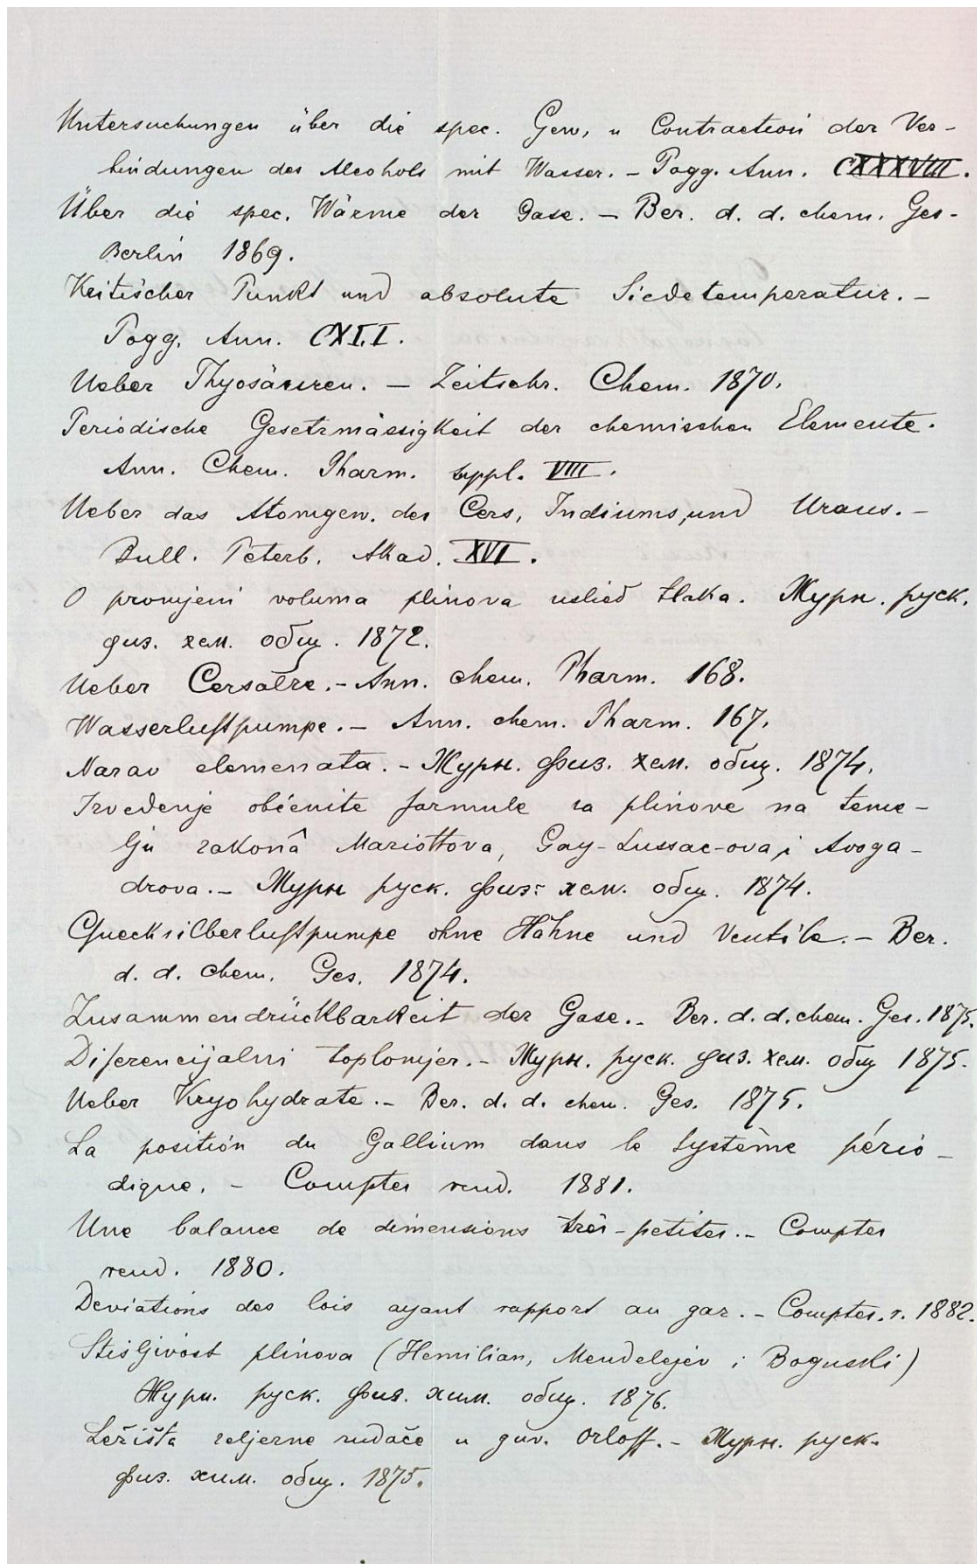 Untersuchungen über die spec. Gew. u Contraction der Ver-
bindungen des Alcohols mit Wasser. – Pogg. Ann. CXXXVIII.
Über die spec. Wärme der Gase. – Ber. d. d. chem. Ges-
Berlin 1869.
Kritischer Punkt und absolute Siedetemperatur. –
Pogg. Ann. CXLI.
Ueber Thyosäuren. – Zeitschr. Chem. 1870.
Periodische Gesetzmässigkeit der chemischen Elemente.
Ann. Chem. Pharm. suppl. VIII.
Ueber das Atomgew. des Cers, Indiums, und Urans. –
Bull. Peterb. Akad. XVI.
O promjeni voluma plinova uslied tlaka. Журн. руск.
физ. хем. общ. 1872.
Ueber Cersalze. – Ann. chem. Pharm. 168.
Wasserluftpumpe. – Ann. chem. Pharm. 167.
Narav elemenata. – Журн. физ. хем. общ. 1874.
Izvedenje obćenite formule za plinove na teme-
lju zakonâ Mariottova, Gay-Lussac-ova i Avoga-
drova. – Журн руск. физ- хем. общ. 1874.
Quecksilberluftpumpe ohne Hähne und Ventile. – Ber.
d. d. chem. Ges. 1874.
Zusammendrückbarkeit der Gase. – Ber. d. d. chem. Ges. 1875.
Diferencijalni toplomjer. – Журн. руск. физ. хем. общ 1875.
Ueber Kryohydrate. – Ber. d. d. chem. Ges. 1875.
La position du Gallium dans le Système pério-
dique. – Comptes rend. 1881.
Une balance de dimensions très-petites. – Comptes
rend. 1880.
Deviations des lois ayant rapport au gaz. – Comptes. r. 1882.
Stisljivost plinova (Hemilian, Mendelejev i Boguski)
Журн. руск. физ. хим. общ. 1876.
Ležišta zeljezne rudače u guv. Orloff. – Журн. руск.
физ. хим. общ. 1875.